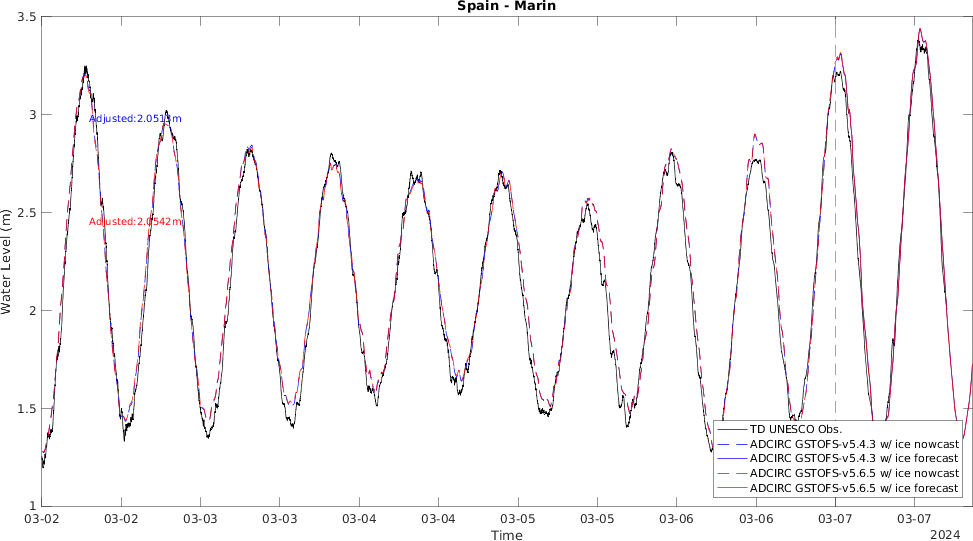 Spain - Marin
3.5
3
2.5
2
1.5
1
Water Level (m)
Adjusted:2.0513m
Adjusted:2.0542m
TD UNESCO Obs.
ADCIRC GSTOFS-v5.4.3 w/ ice nowcast
ADCIRC GSTOFS-v5.4.3 w/ ice forecast
ADCIRC GSTOFS-v5.6.5 w/ ice nowcast
ADCIRC GSTOFS-v5.6.5 w/ ice forecast
03-02 03-02 03-03 03-03 03-04 03-04 03-05 03-05 03-06 03-06 03-07 03-07
Time
2024